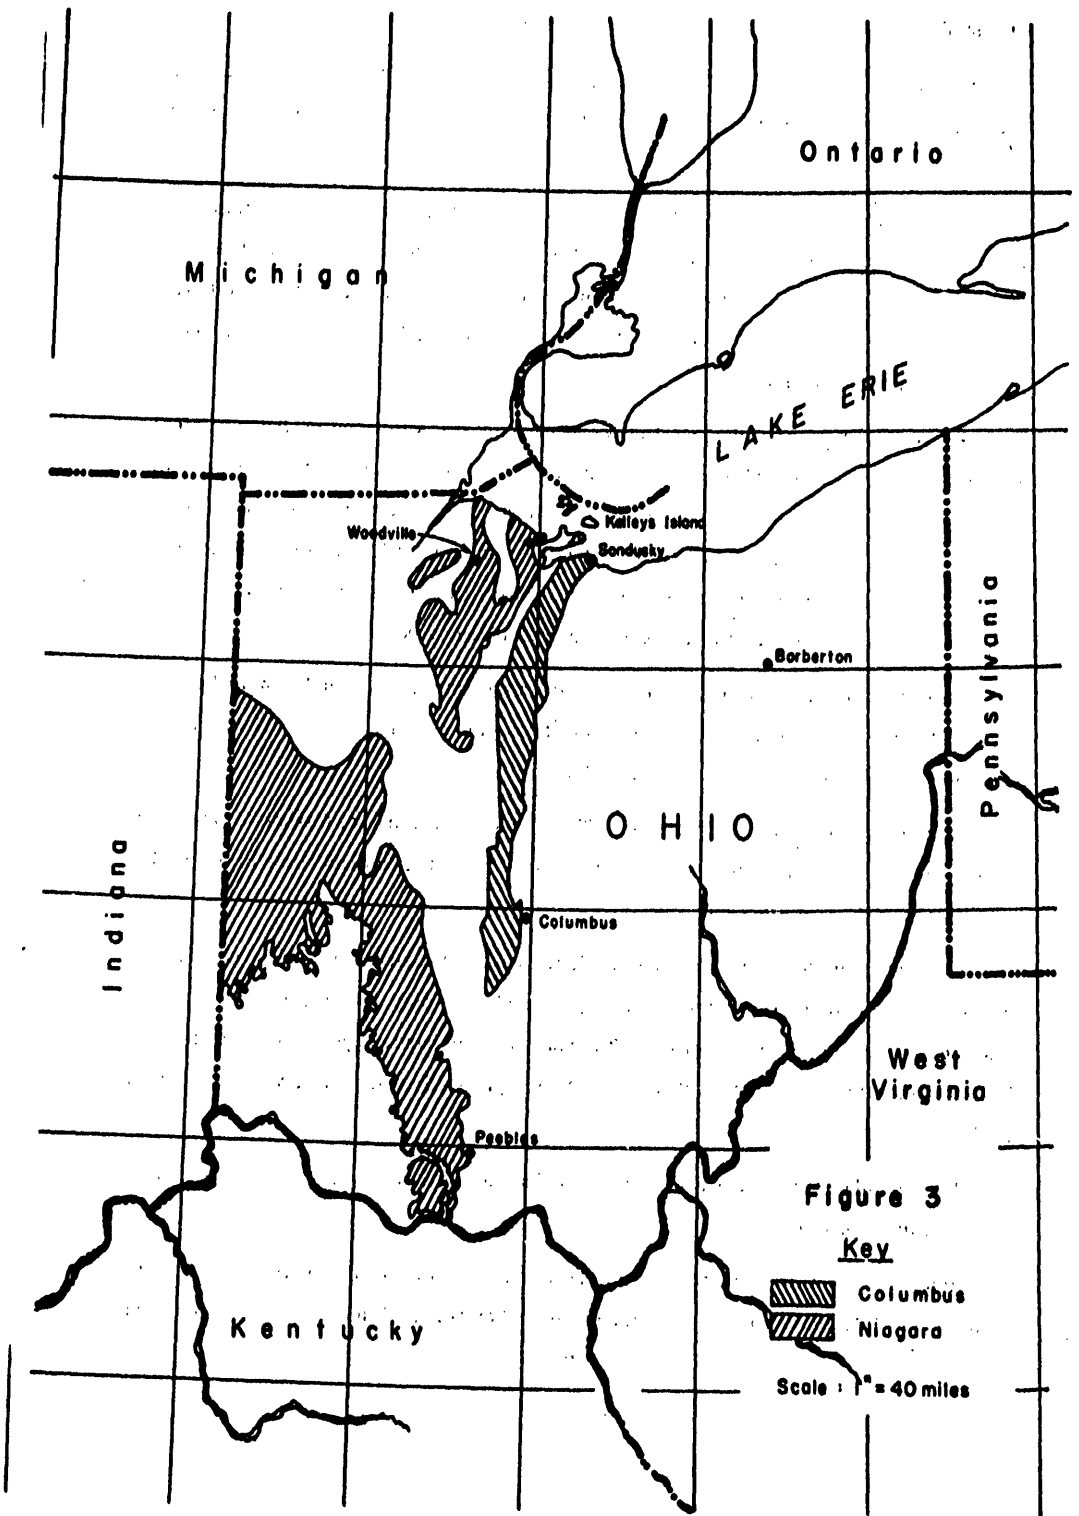 Ontario
Michigan
LAKE ERIE
Kelleys Island
Woodville
Sandusky
Barberton
Pennsylvania
OHIO
Indiana
Columbus
West
Virginia
Peebles
Figure 3
Key
Columbus
Niagara
Kentucky
Scale : 1" = 40 miles